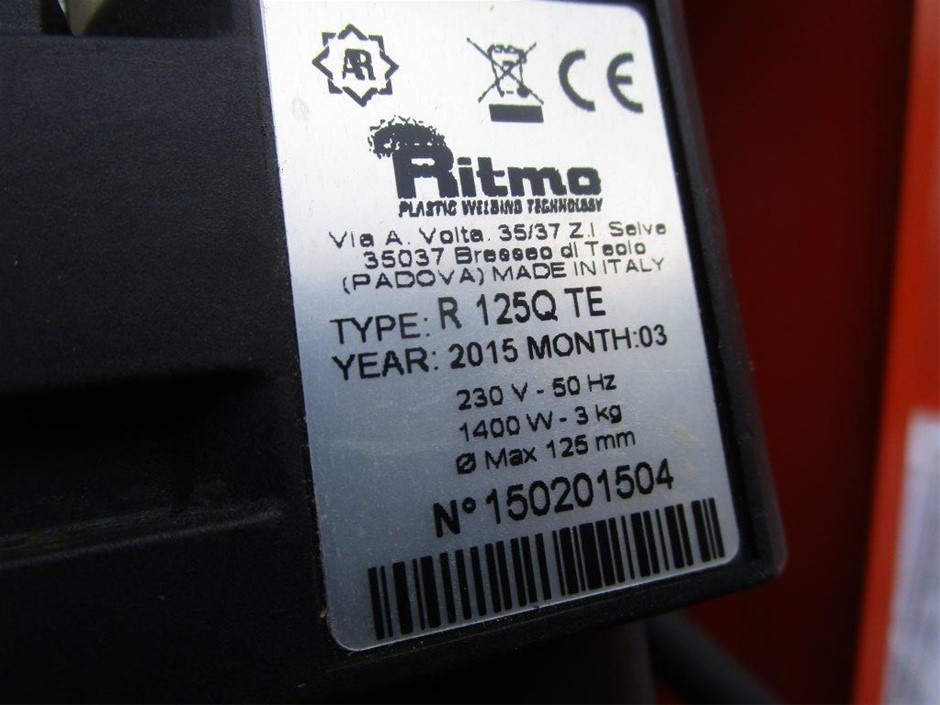 AR
CE
Ritmo
PLASTIC WELDING TECHNOLOGY
Via A. Volta. 35/37 Z.I. Selve
35037 Bresseo di Teolo
(PADOVA) MADE IN ITALY
TYPE: R 125Q TE
YEAR: 2015 MONTH:03
230 V - 50 Hz
1400 W - 3 kg
Ø Max 125 mm
N° 150201504